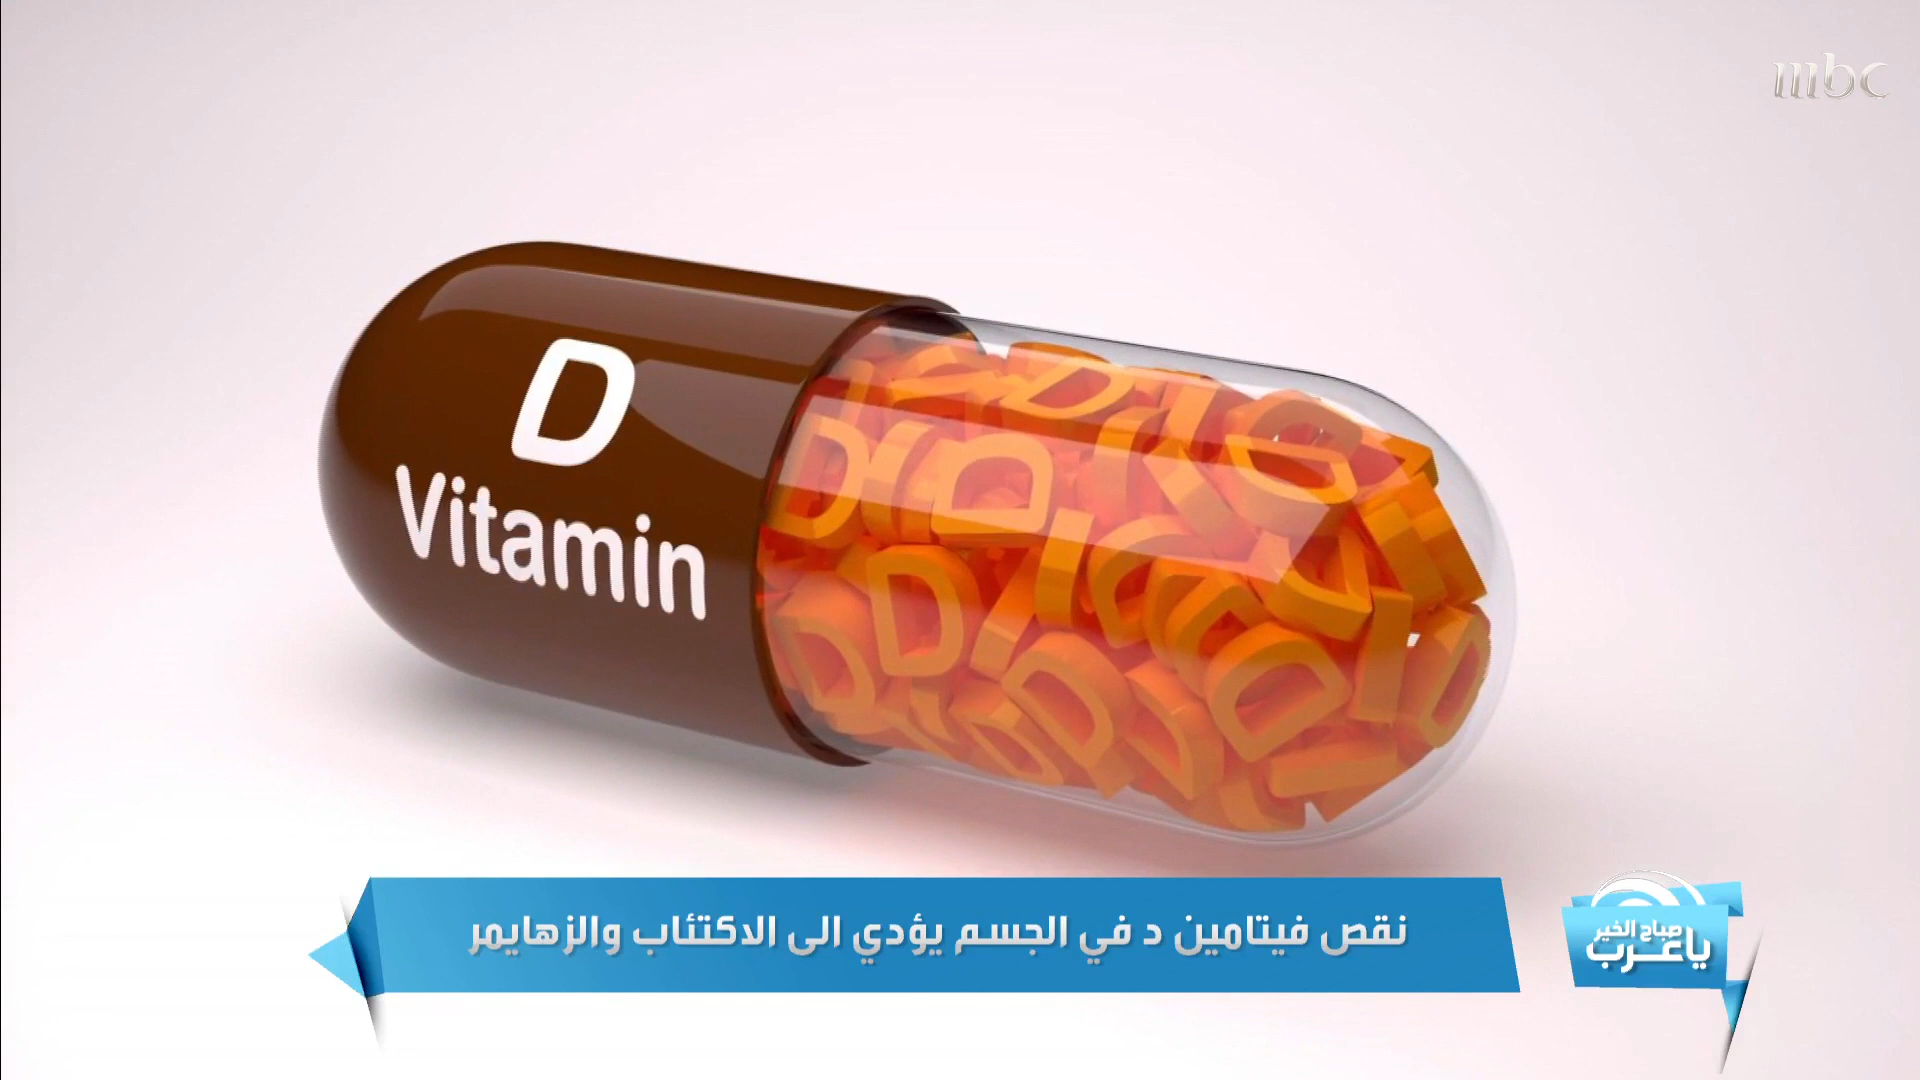 mbc
D
Vitamin
نقص فيتامين د في الجسم يؤدي الى الاكتئاب والزهايمر
صباح الخير
ياعرب